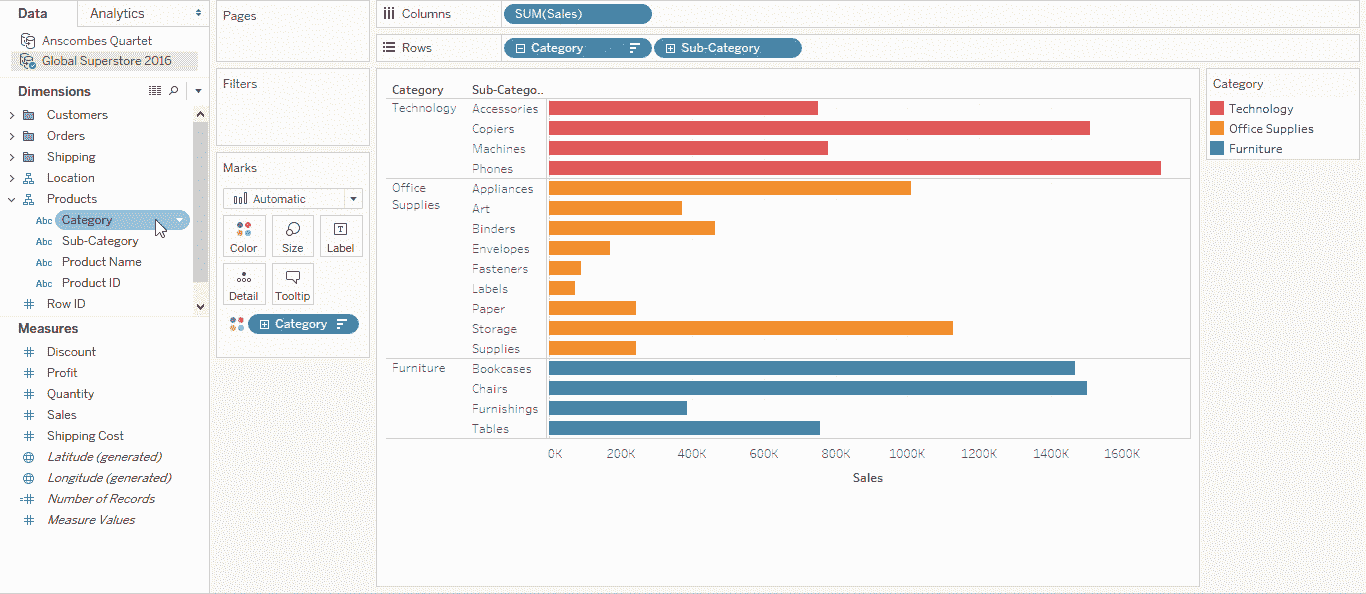 Data
Analytics
Anscombes Quartet
Global Superstore 2016
Dimensions
Customers
Orders
Shipping
Location
Products
Abc Category
Abc Sub-Category
Abc Product Name
Abc Product ID
# Row ID
Measures
# Discount
# Profit
# Quantity
# Sales
# Shipping Cost
Latitude (generated)
Longitude (generated)
=# Number of Records
# Measure Values
Pages
Filters
Marks
Automatic
Color Size Label
Detail Tooltip
Category
Columns SUM(Sales)
Rows Category Sub-Category
Category Sub-Catego..
Technology Accessories
Copiers
Machines
Phones
Office Supplies Appliances
Art
Binders
Envelopes
Fasteners
Labels
Paper
Storage
Supplies
Furniture Bookcases
Chairs
Furnishings
Tables
0K 200K 400K 600K 800K 1000K 1200K 1400K 1600K
Sales
Category
Technology
Office Supplies
Furniture